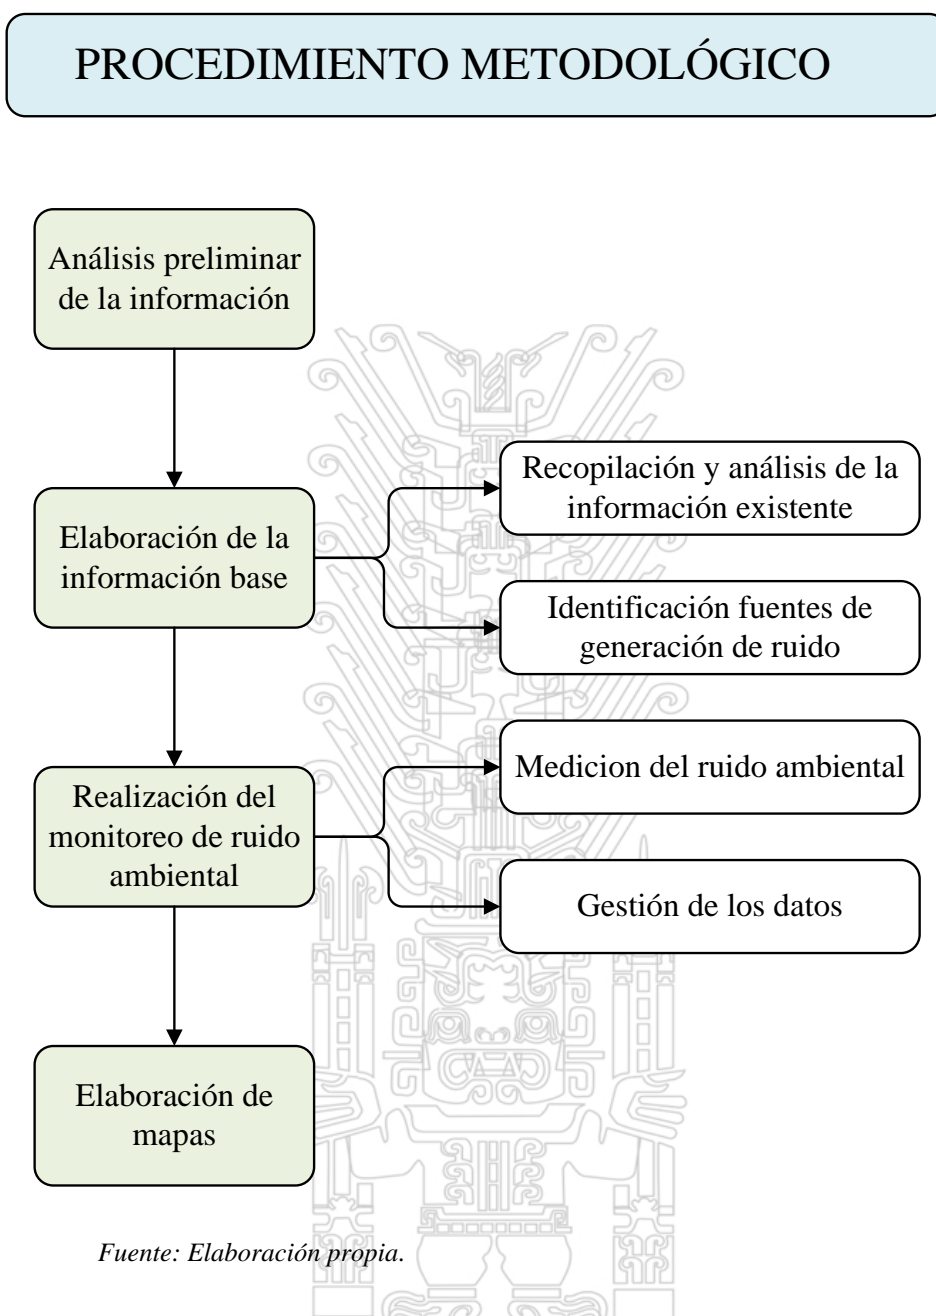 PROCEDIMIENTO METODOLÓGICO
Análisis preliminar
de la información
Elaboración de la
información base
Recopilación y análisis de la
información existente
Identificación fuentes de
generación de ruido
Realización del
monitoreo de ruido
ambiental
Medicion del ruido ambiental
Gestión de los datos
Elaboración de
mapas
Fuente: Elaboración propia.